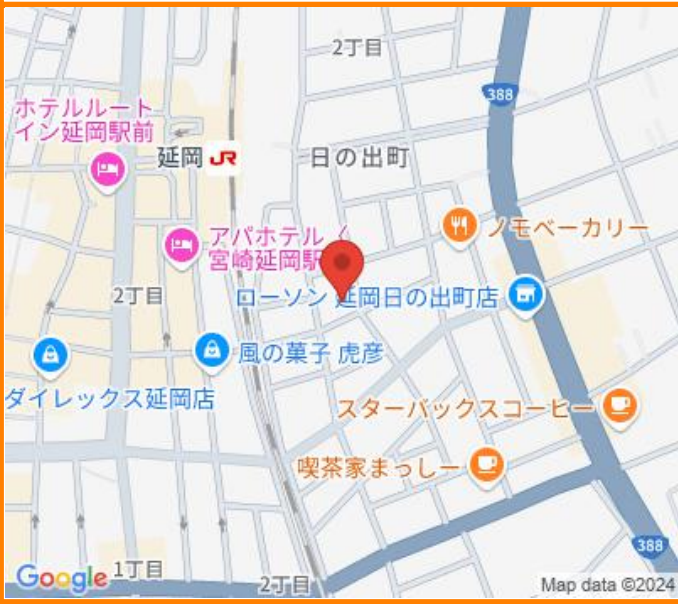 2丁目
388
ホテルルート
イン延岡駅前
延岡 JR
日の出町
アパホテル〈
宮崎延岡駅
ノモベーカリー
2丁目
ローソン 延岡日の出町店
風の菓子 虎彦
ダイレックス延岡店
スターバックスコーヒー
喫茶家まっしー
388
Google
1丁目
2丁目
Map data ©2024